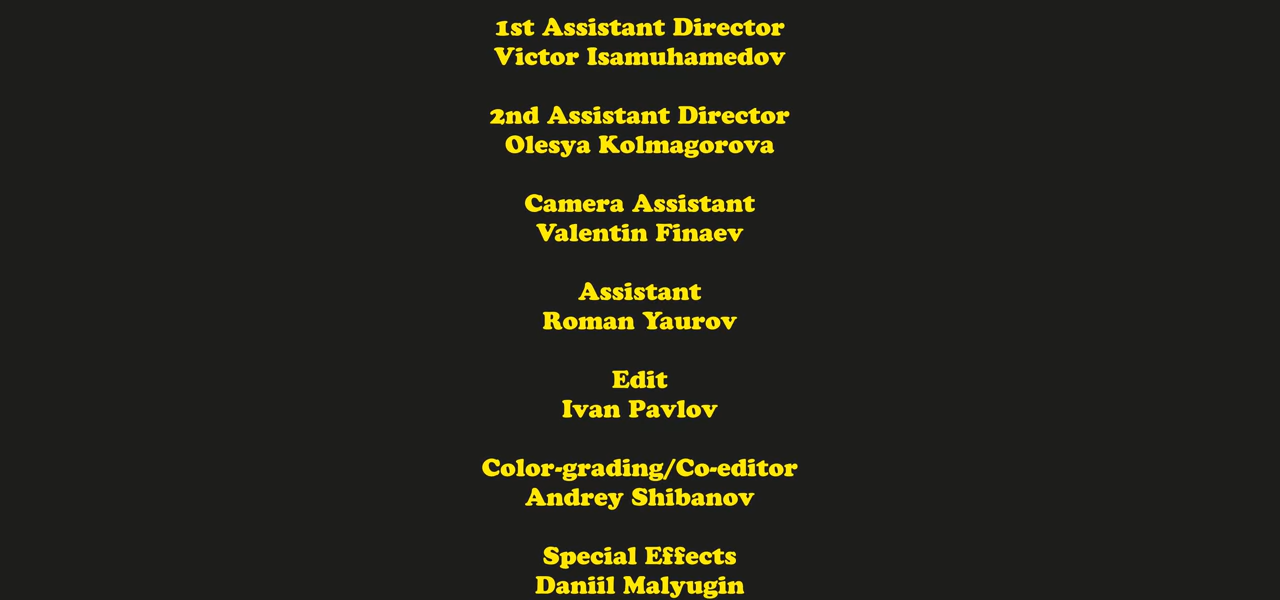 1st Assistant Director
Victor Isamuhamedov
2nd Assistant Director
Olesya Kolmagorova
Camera Assistant
Valentin Finaev
Assistant
Roman Yaurov
Edit
Ivan Pavlov
Color-grading/Co-editor
Andrey Shibanov
Special Effects
Daniil Malyugin